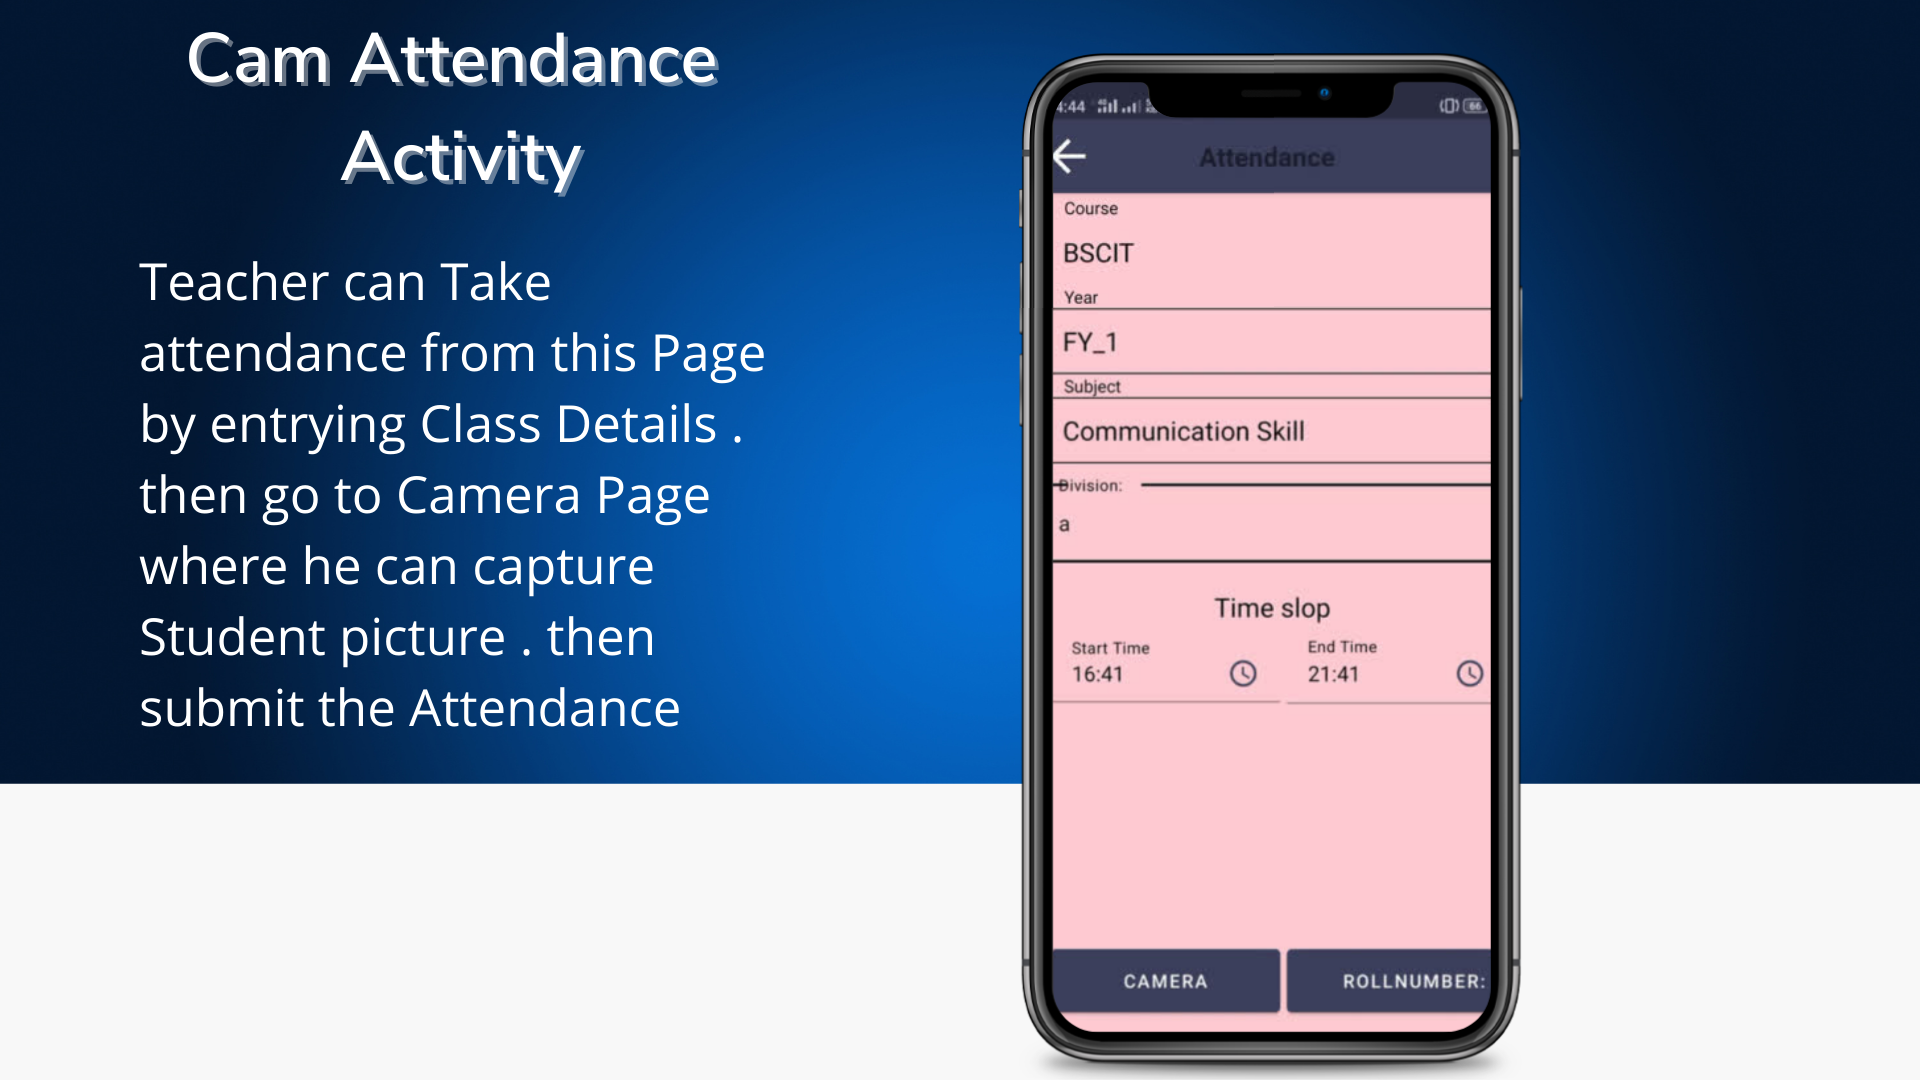 Cam Attendance
Activity
Teacher can Take
attendance from this Page
by entrying Class Details .
then go to Camera Page
where he can capture
Student picture . then
submit the Attendance
4:44
66
Attendance
Course
BSCIT
Year
FY_1
Subject
Communication Skill
Division:
a
Time slop
Start Time
End Time
16:41
21:41
CAMERA
ROLLNUMBER: